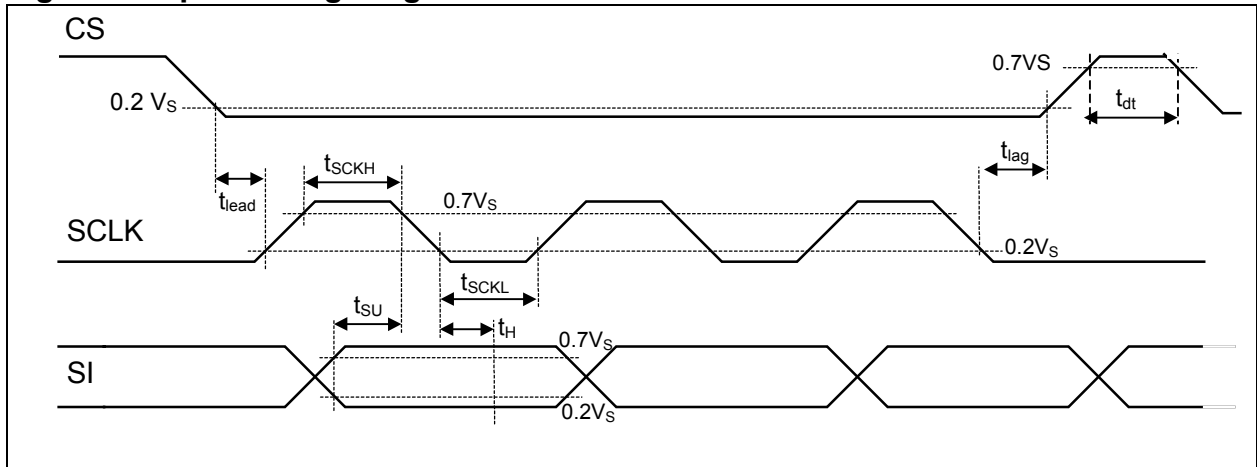 CS
0.7VS
0.2 VS
tdt
tSCKH
tlag
tlead
0.7VS
SCLK
0.2VS
tSCKL
tSU
tH
0.7VS
SI
0.2VS